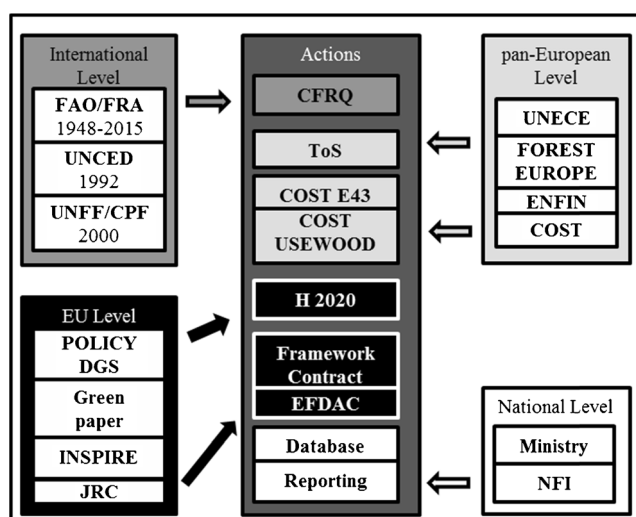 International
Level
FAO/FRA
1948-2015
UNCED
1992
UNFF/CPF
2000
EU Level
POLICY
DGS
Green
paper
INSPIRE
JRC
Actions
CFRQ
ToS
COST E43
COST
USEWOOD
H 2020
Framework
Contract
EFDAC
Database
Reporting
pan-European
Level
UNECE
FOREST
EUROPE
ENFIN
COST
National Level
Ministry
NFI